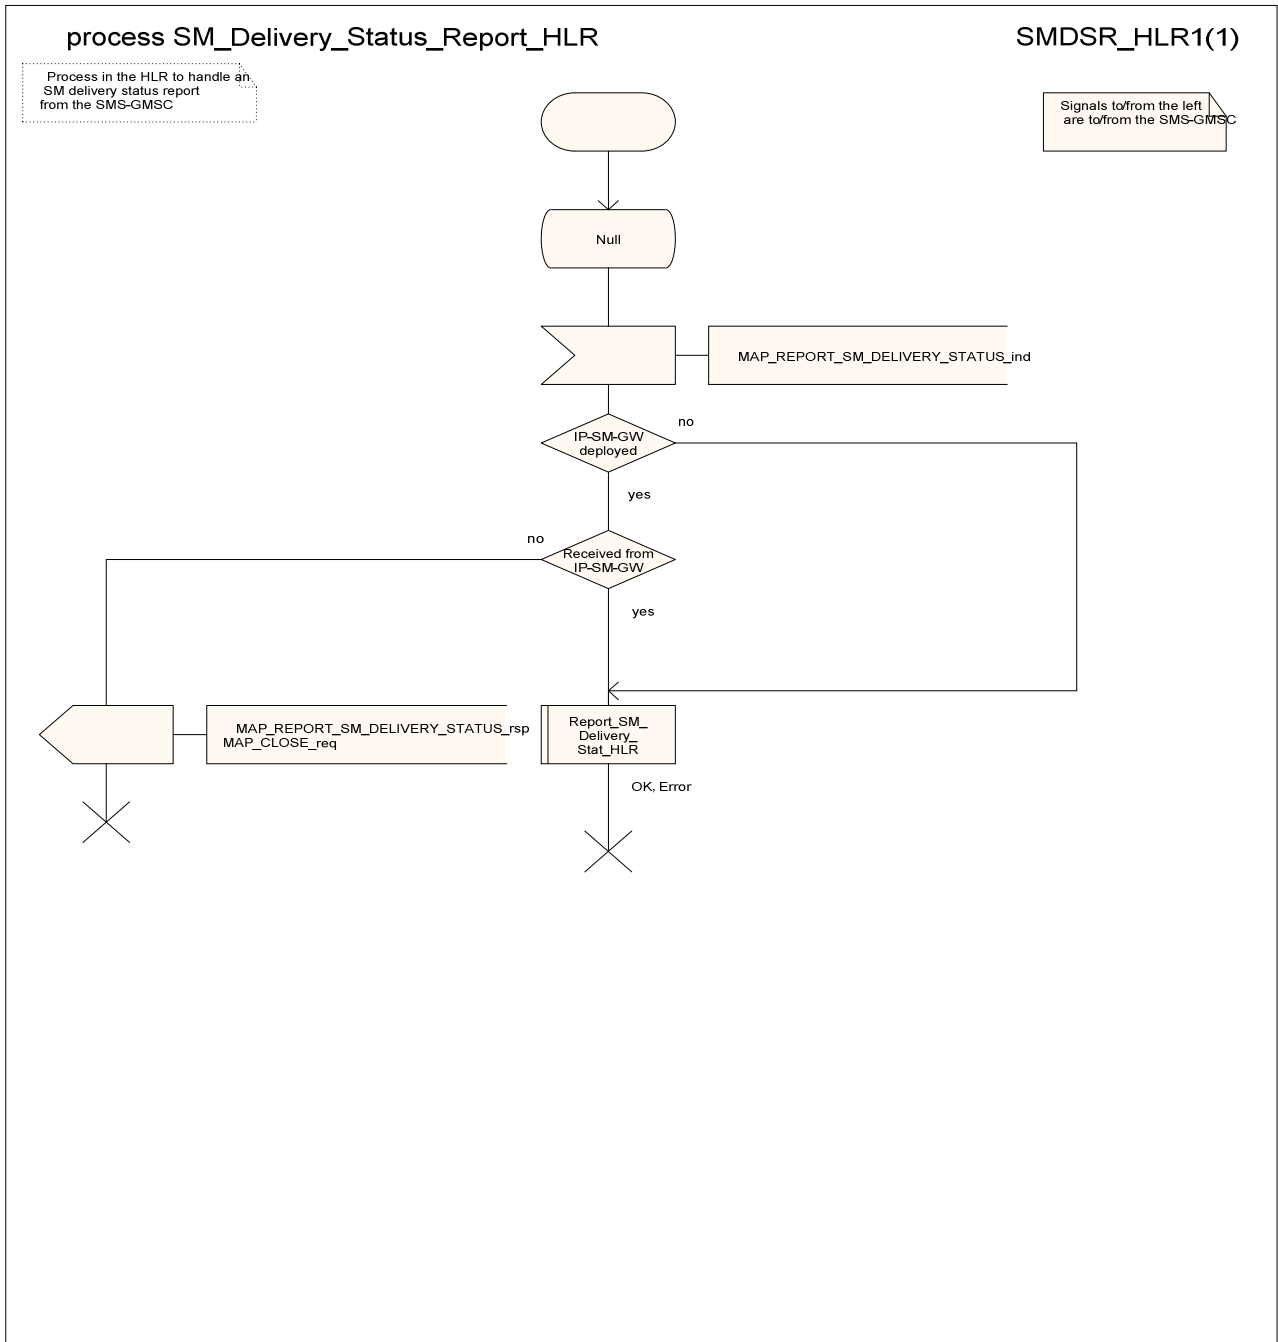 process SM_Delivery_Status_Report_HLR
SMDSR_HLR1(1)
Process in the HLR to handle an
SM delivery status report
from the SMS-GMSC
Signals to/from the left
are to/from the SMS-GMSC
Null
MAP_REPORT_SM_DELIVERY_STATUS_ind
IP-SM-GW
deployed
no
yes
Received from
IP-SM-GW
no
yes
MAP_REPORT_SM_DELIVERY_STATUS_rsp
MAP_CLOSE_req
Report_SM_
Delivery_
Stat_HLR
OK, Error